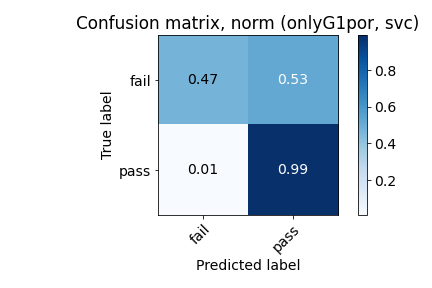 Confusion matrix, norm (onlyG1por, svc)
True label
fail
0.47
0.53
pass
0.01
0.99
fail
pass
Predicted label
0.8
0.6
0.4
0.2